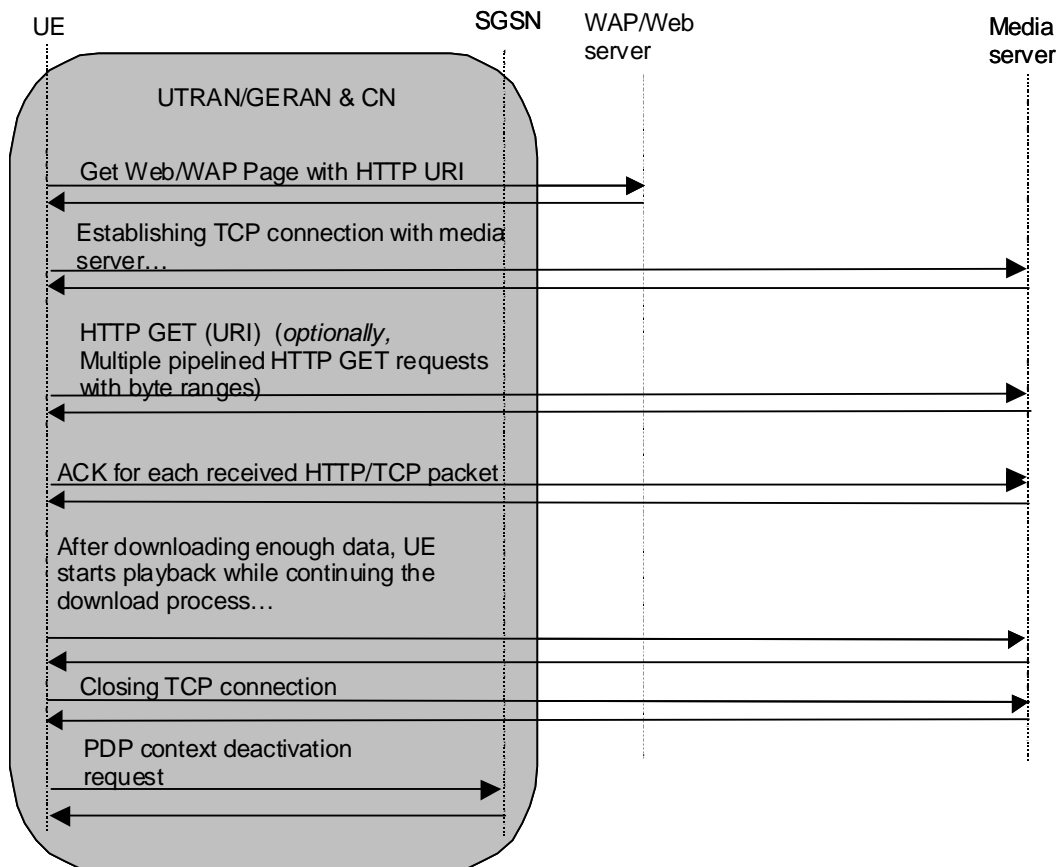 UE
SGSN
WAP/Web
server
Media
server
UTRAN/GERAN & CN
Get Web/WAP Page with HTTP URI
Establishing TCP connection with media
server…
HTTP GET (URI)  (optionally,
Multiple pipelined HTTP GET requests
with byte ranges)
ACK for each received HTTP/TCP packet
After downloading enough data, UE
starts playback while continuing the
download process…
Closing TCP connection
PDP context deactivation
request